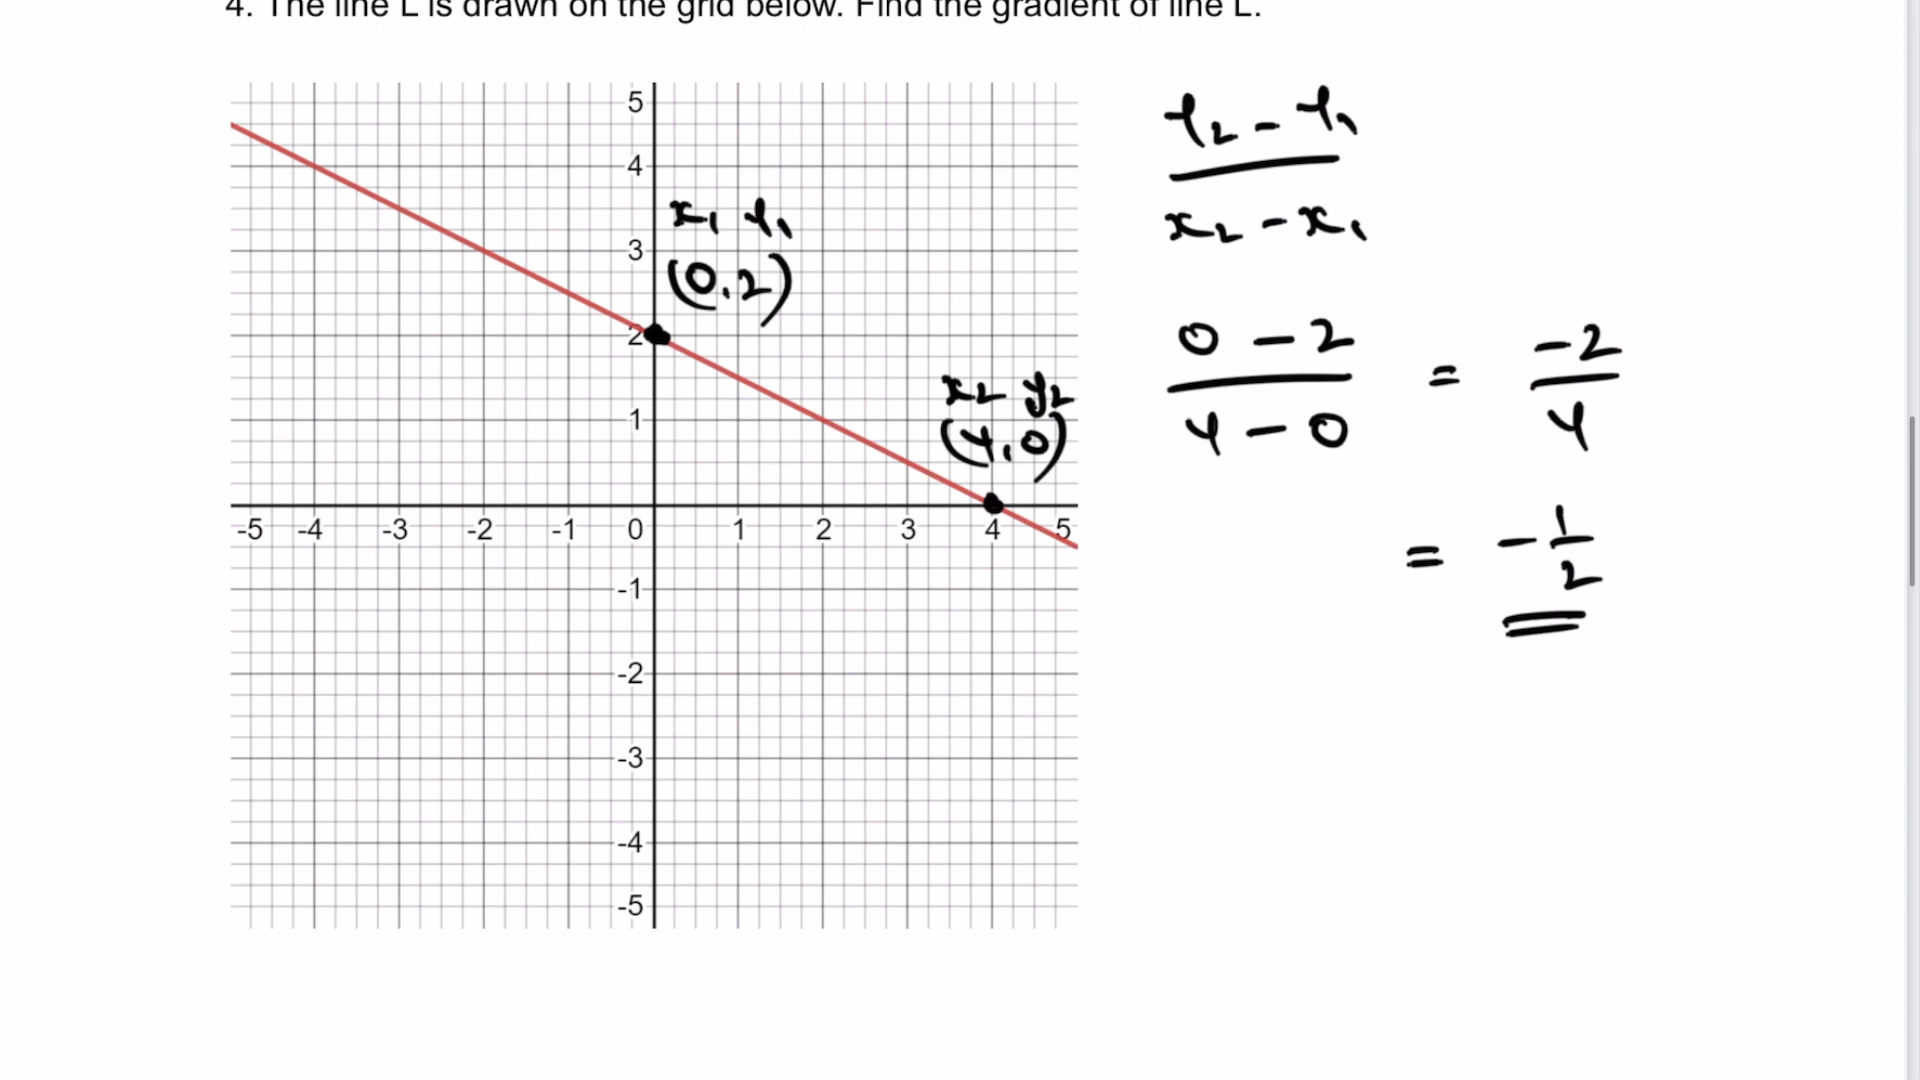 4. The line L is drawn on the grid below. Find the gradient of line L.
5
4
3
2
1
-5 -4 -3 -2 -1 0 1 2 3 4 5
-1
-2
-3
-4
-5
x₁ y₁
(0,2)
x₂ y₂
(4,0)
y₂ - y₁
x₂ - x₁
0 - 2 = -2
4 - 0 4
= - 1
2